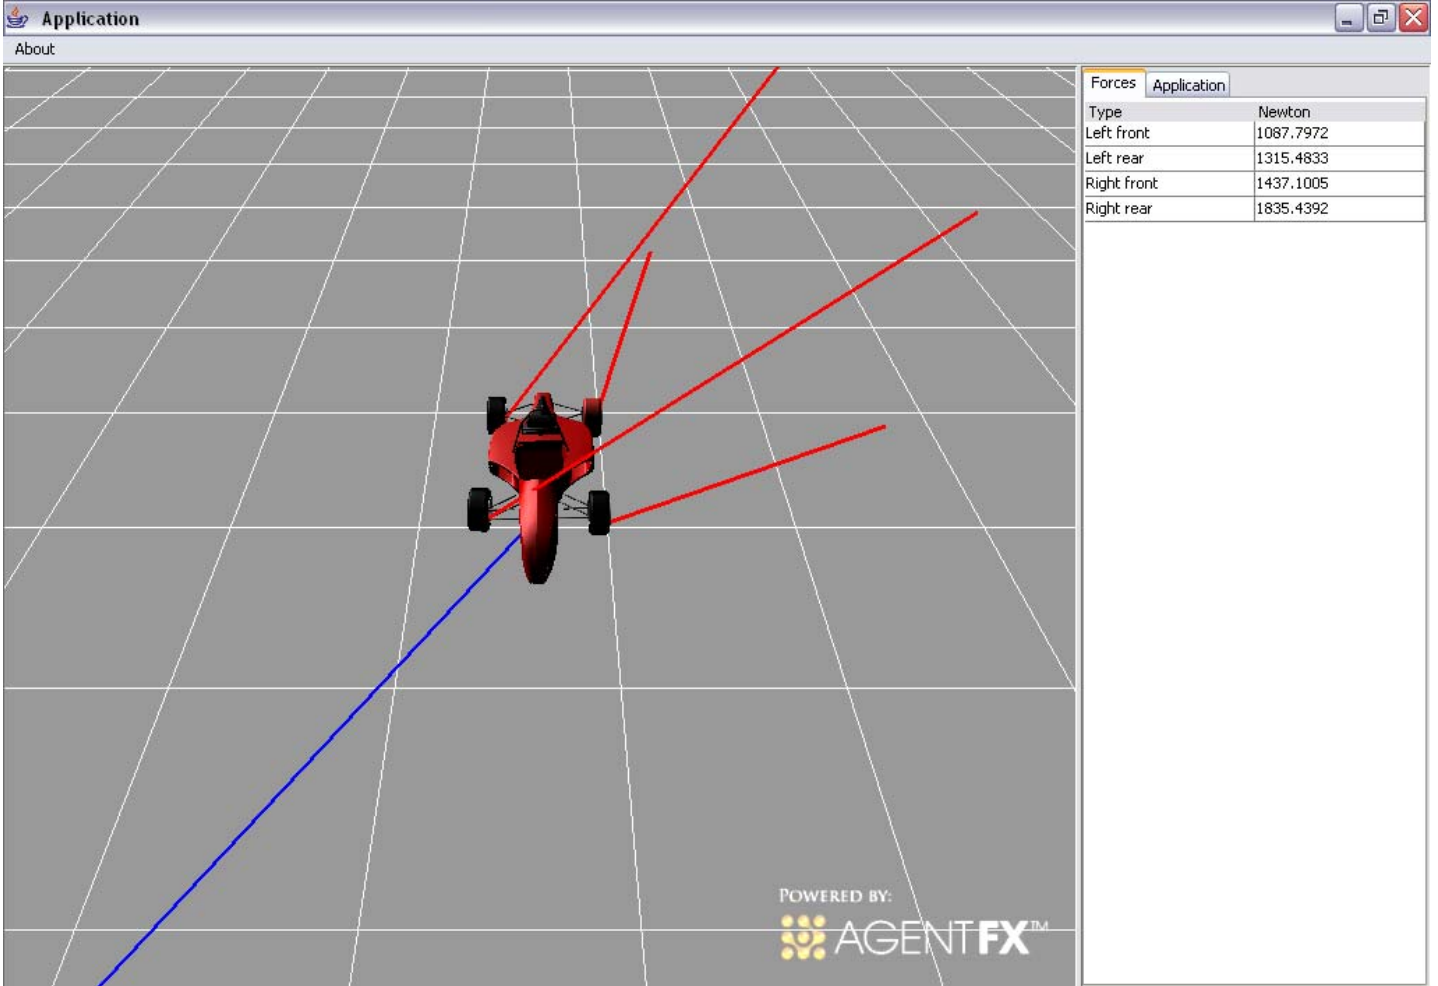 Application
About
Forces Application
Type Newton
Left front 1087.7972
Left rear 1315.4833
Right front 1437.1005
Right rear 1835.4392
POWERED BY:
AGENTFX™